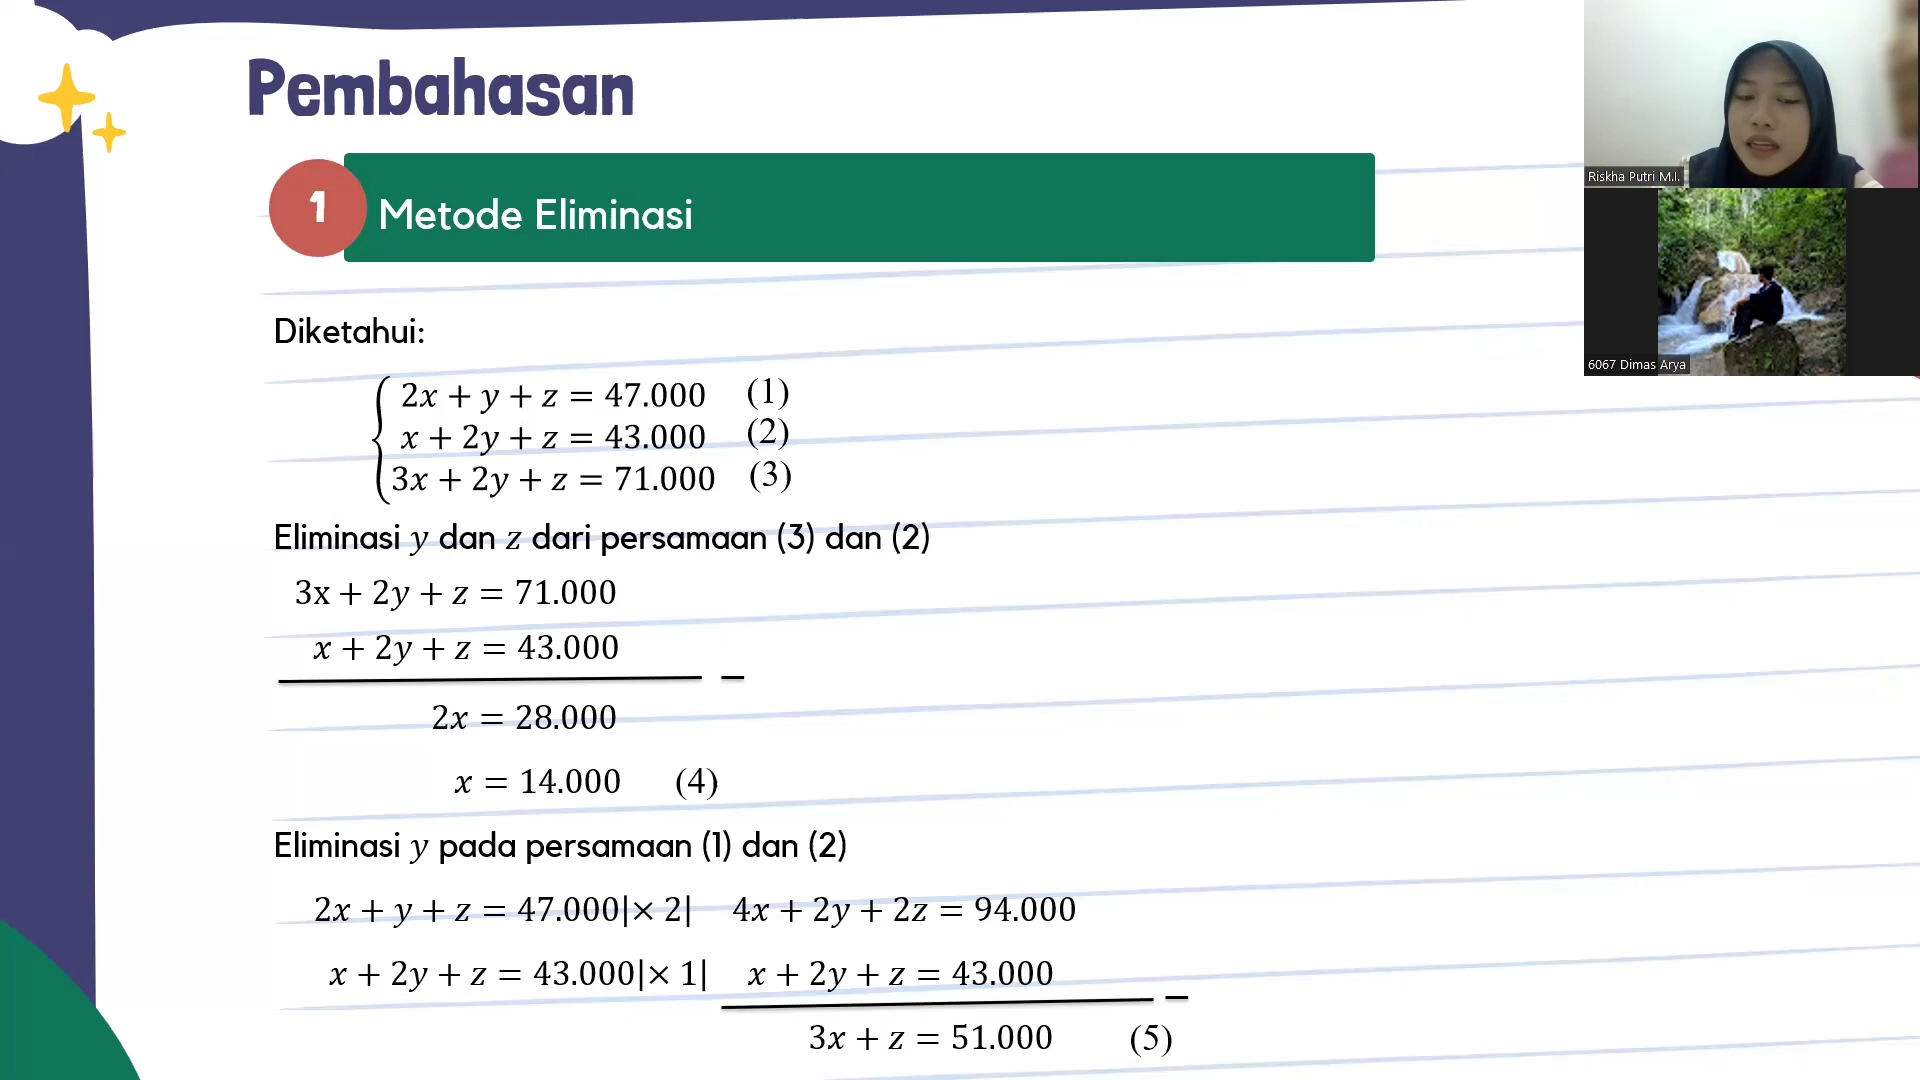 Pembahasan
1 Metode Eliminasi
Diketahui:
2x + y + z = 47.000 (1)
x + 2y + z = 43.000 (2)
3x + 2y + z = 71.000 (3)
Eliminasi y dan z dari persamaan (3) dan (2)
3x + 2y + z = 71.000
x + 2y + z = 43.000
−
2x = 28.000
x = 14.000 (4)
Eliminasi y pada persamaan (1) dan (2)
2x + y + z = 47.000|× 2| 4x + 2y + 2z = 94.000
x + 2y + z = 43.000|× 1| x + 2y + z = 43.000
−
3x + z = 51.000 (5)
Riskha Putri M.I.
6067 Dimas Arya